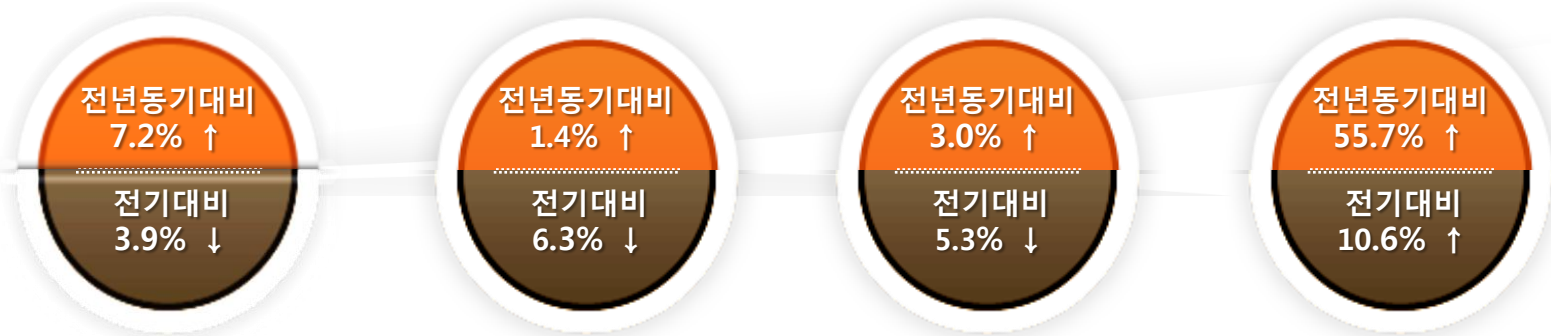 전년동기대비
7.2% ↑
전기대비
3.9% ↓
전년동기대비
1.4% ↑
전기대비
6.3% ↓
전년동기대비
3.0% ↑
전기대비
5.3% ↓
전년동기대비
55.7% ↑
전기대비
10.6% ↑